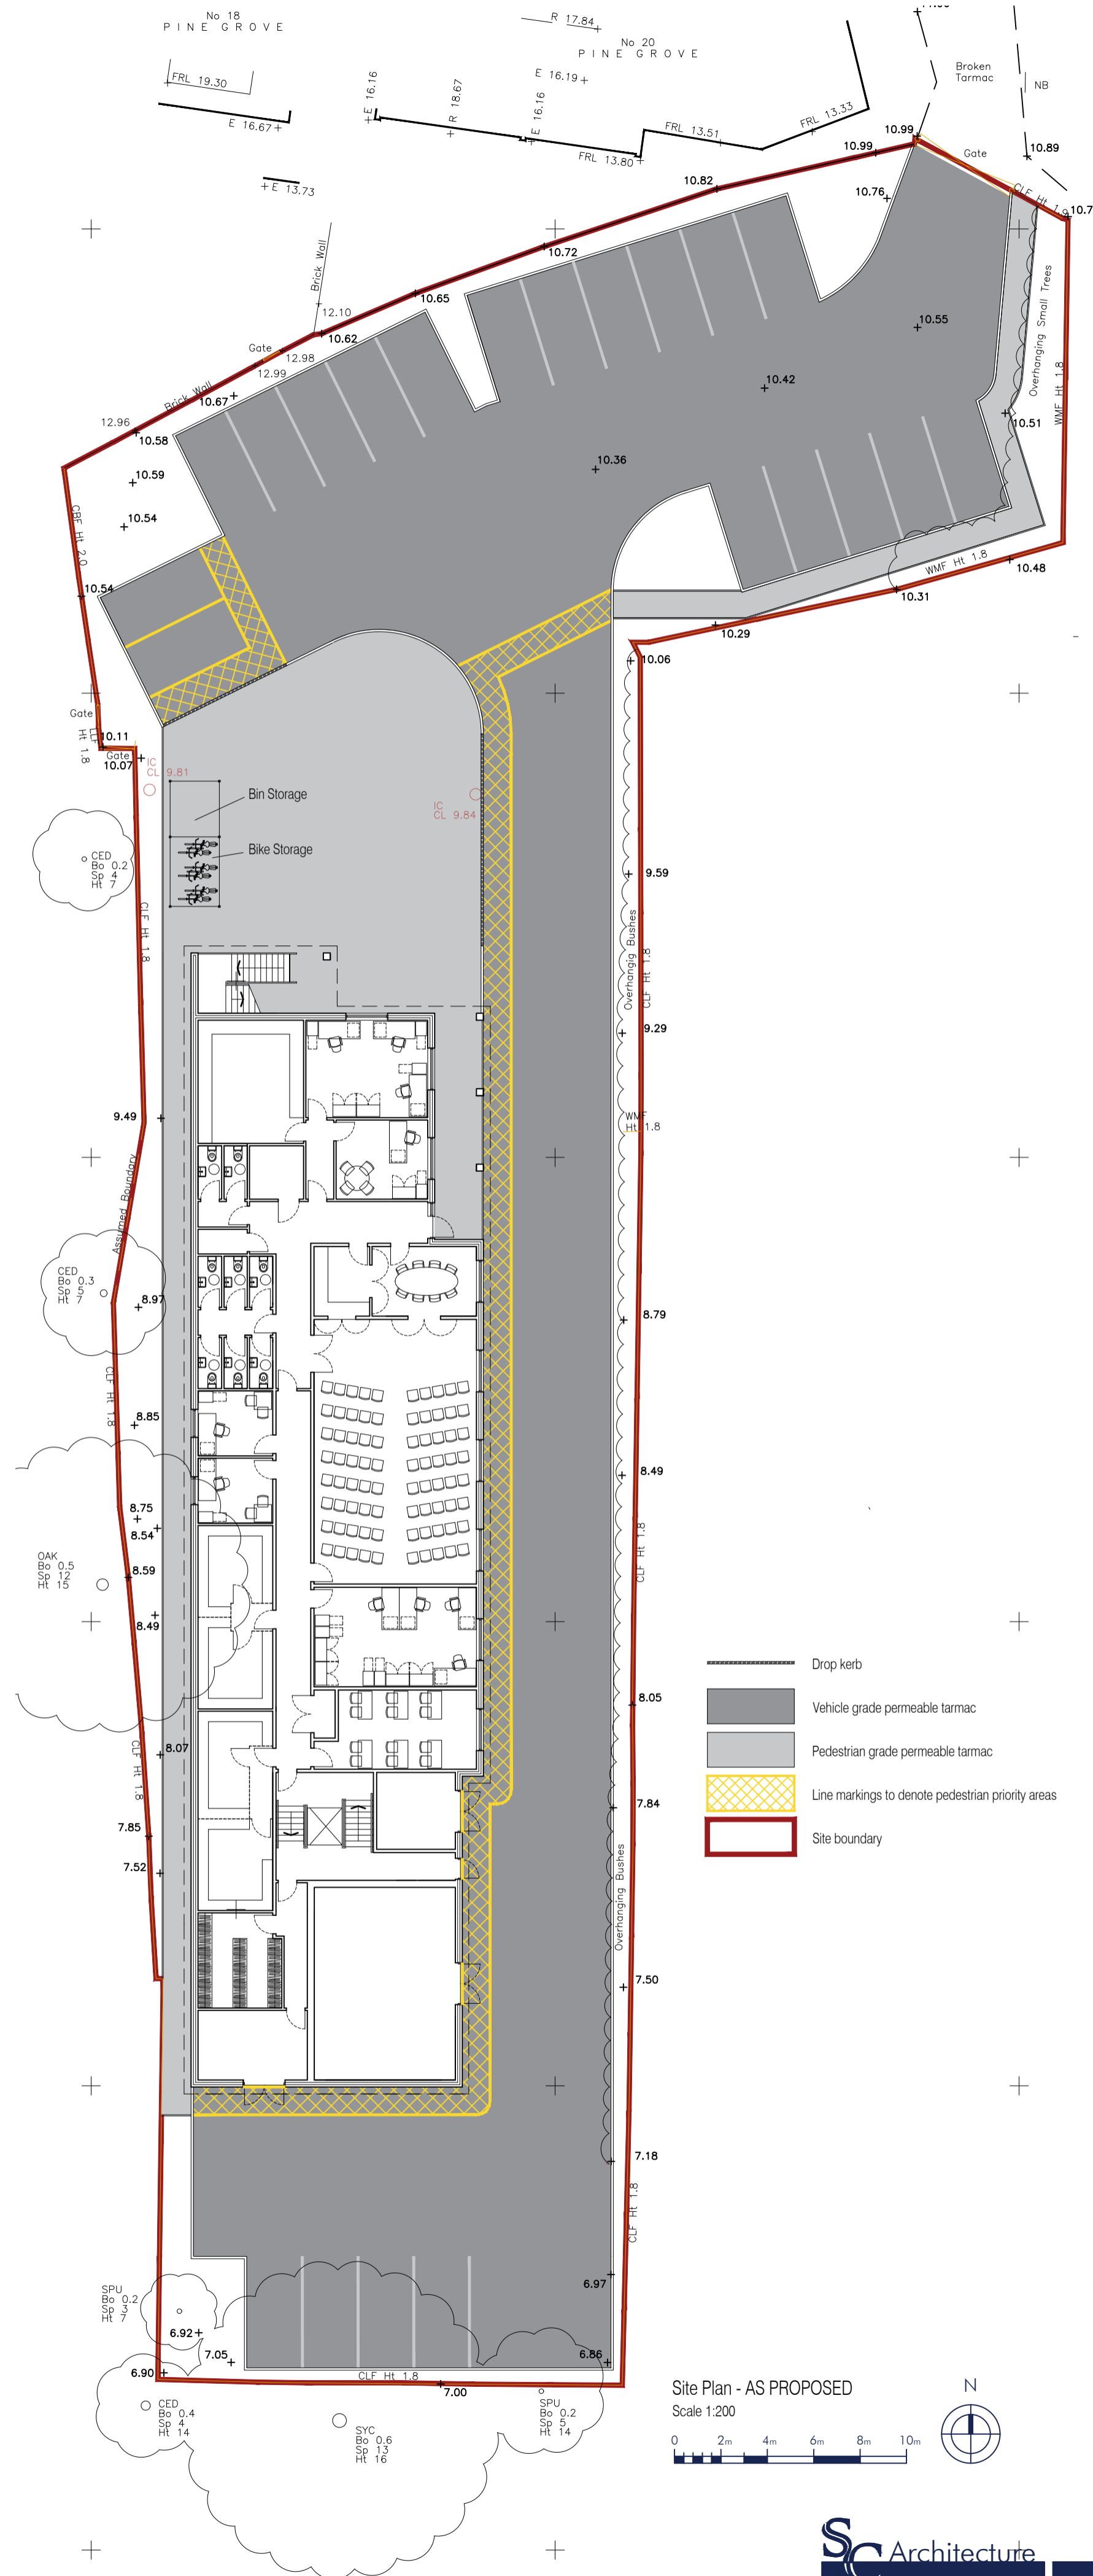 No 18
PINE GROVE
R 17.84
No 20
PINE GROVE
FRL 19.30
E 16.67
E 13.73
E 16.16
R 18.67
E 16.16
E 16.19
FRL 13.80
FRL 13.51
FRL 13.33
Broken
Tarmac
NB
10.99
10.99
Gate
10.89
10.82
10.76
CLF Ht 1.9
10.72
Brick Wall
10.65
12.10
10.62
Gate
12.98
12.99
Brick Wall
10.67
12.96
10.58
10.59
10.54
CBF Ht 2.0
10.54
10.55
10.42
10.36
10.51
Overhanging Small Trees
WMF Ht 1.8
WMF Ht 1.8
10.48
10.31
10.29
10.06
Gate
LLF
Ht 1.8
10.11
Gate
10.07
IC
CL 9.81
Bin Storage
IC
CL 9.84
Bike Storage
CED
Bo 0.2
Sp 4
Ht 7
CLF Ht 1.8
9.59
Overhangig Bushes
CLF Ht 1.8
9.29
9.49
WMF
Ht 1.8
Assumed Boundary
CED
Bo 0.3
Sp 5
Ht 7
8.97
8.79
CLF Ht 1.8
8.85
8.49
8.75
8.54
CLF Ht 1.8
OAK
Bo 0.5
Sp 12
Ht 15
8.59
8.49
Drop kerb
8.05
Vehicle grade permeable tarmac
8.07
CLF Ht 1.8
Pedestrian grade permeable tarmac
Line markings to denote pedestrian priority areas
7.84
7.85
Site boundary
7.52
Overhanging Bushes
7.50
7.18
CLF Ht 1.8
6.97
SPU
Bo 0.2
Sp 3
Ht 7
6.92
7.05
6.86
6.90
CLF Ht 1.8
7.00
CED
Bo 0.4
Sp 4
Ht 14
SYC
Bo 0.6
Sp 13
Ht 16
SPU
Bo 0.2
Sp 5
Ht 14
Site Plan - AS PROPOSED
Scale 1:200
N
0 2m 4m 6m 8m 10m
SC Architecture